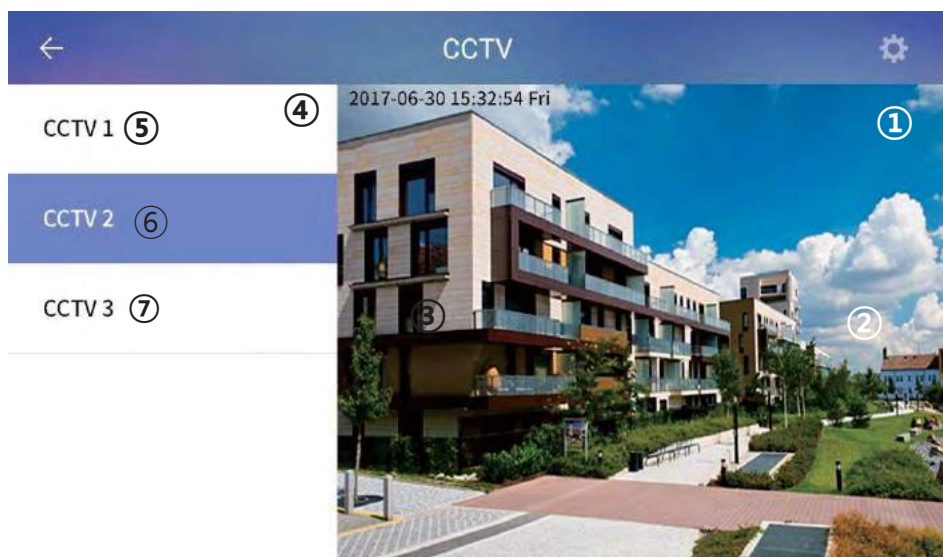 CCTV
④ 2017-06-30 15:32:54 Fri
①
CCTV 1 ⑤
CCTV 2 ⑥
CCTV 3 ⑦
③
②